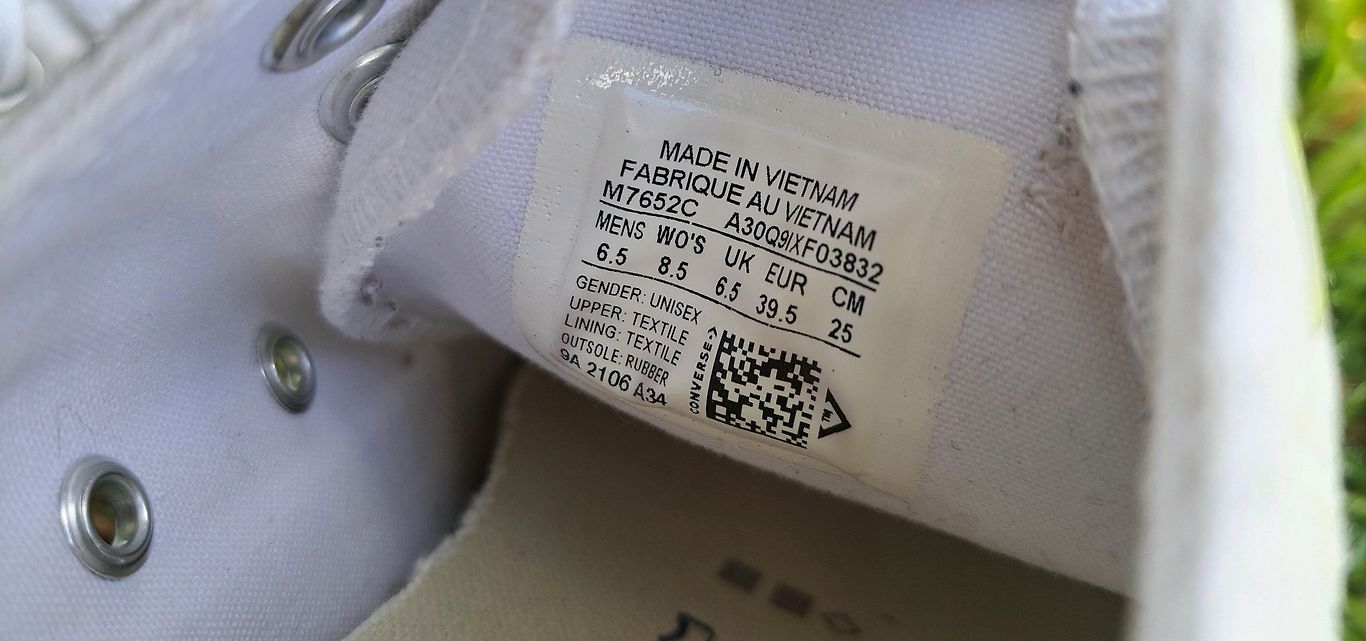 MADE IN VIETNAM
FABRIQUE AU VIETNAM
M7652C A30Q9IXF03832
MENS WO'S UK EUR CM
6.5 8.5 6.5 39.5 25
GENDER: UNISEX
UPPER: TEXTILE
LINING: TEXTILE
OUTSOLE: RUBBER
9A 2106 A34
CONVERSE
TM